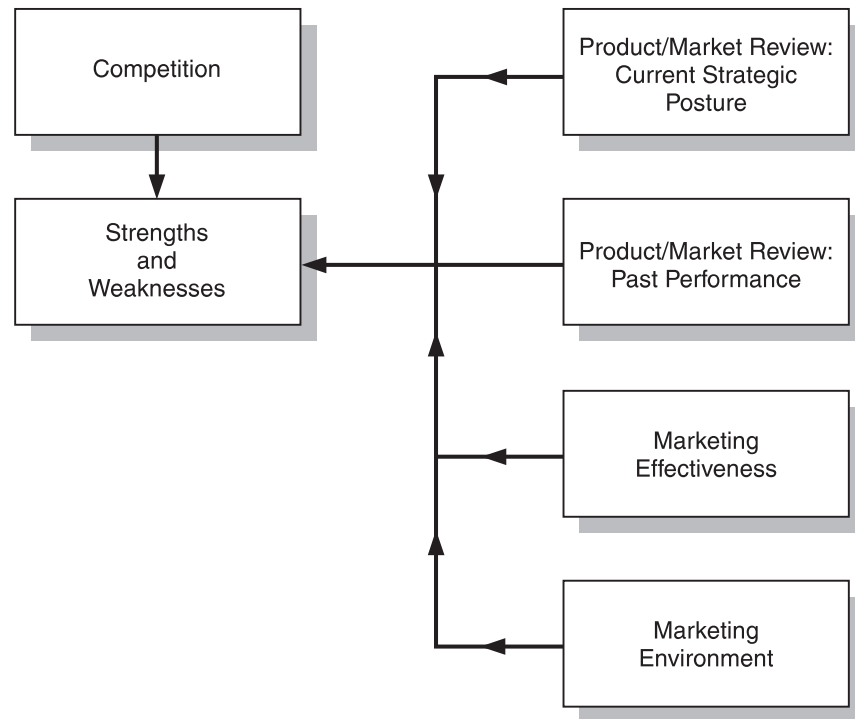 Competition
Strengths
and
Weaknesses
Product/Market Review:
Current Strategic
Posture
Product/Market Review:
Past Performance
Marketing
Effectiveness
Marketing
Environment